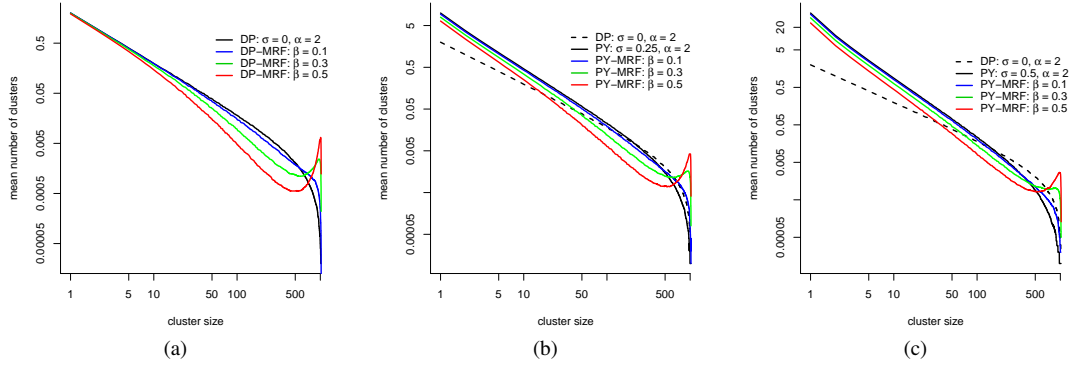 mean number of clusters
0.5
0.05
0.005
0.0005
0.00005
DP: σ = 0, α = 2
DP−MRF: β = 0.1
DP−MRF: β = 0.3
DP−MRF: β = 0.5
1 5 10 50 100 500
cluster size
(a)
mean number of clusters
5
0.5
0.05
0.005
0.00005
DP: σ = 0, α = 2
PY: σ = 0.25, α = 2
PY−MRF: β = 0.1
PY−MRF: β = 0.3
PY−MRF: β = 0.5
1 5 10 50 500
cluster size
(b)
mean number of clusters
20.0
5.0
0.5
0.05
0.005
0.00005
DP: σ = 0, α = 2
PY: σ = 0.5, α = 2
PY−MRF: β = 0.1
PY−MRF: β = 0.3
PY−MRF: β = 0.5
1 5 10 50 100 500
cluster size
(c)